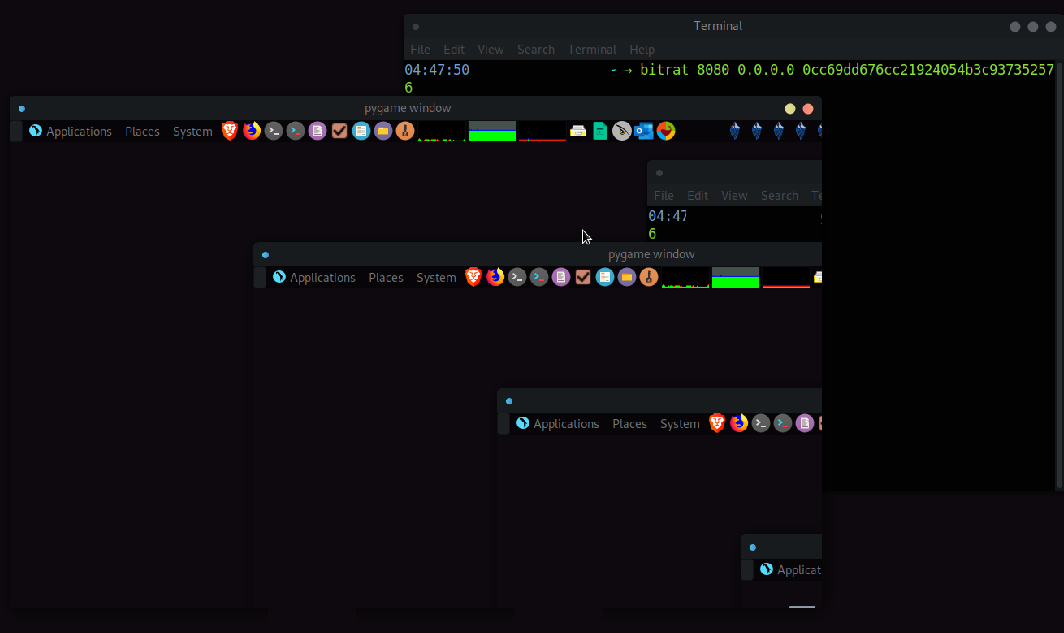 Terminal
File Edit View Search Terminal Help
04:47:50 ~ → bitrat 8080 0.0.0.0 0cc69dd676cc21924054b3c93735257
6
pygame window
Applications Places System
File Edit View Search
04:47
6
pygame window
Applications Places System
Applications Places System
Applicat